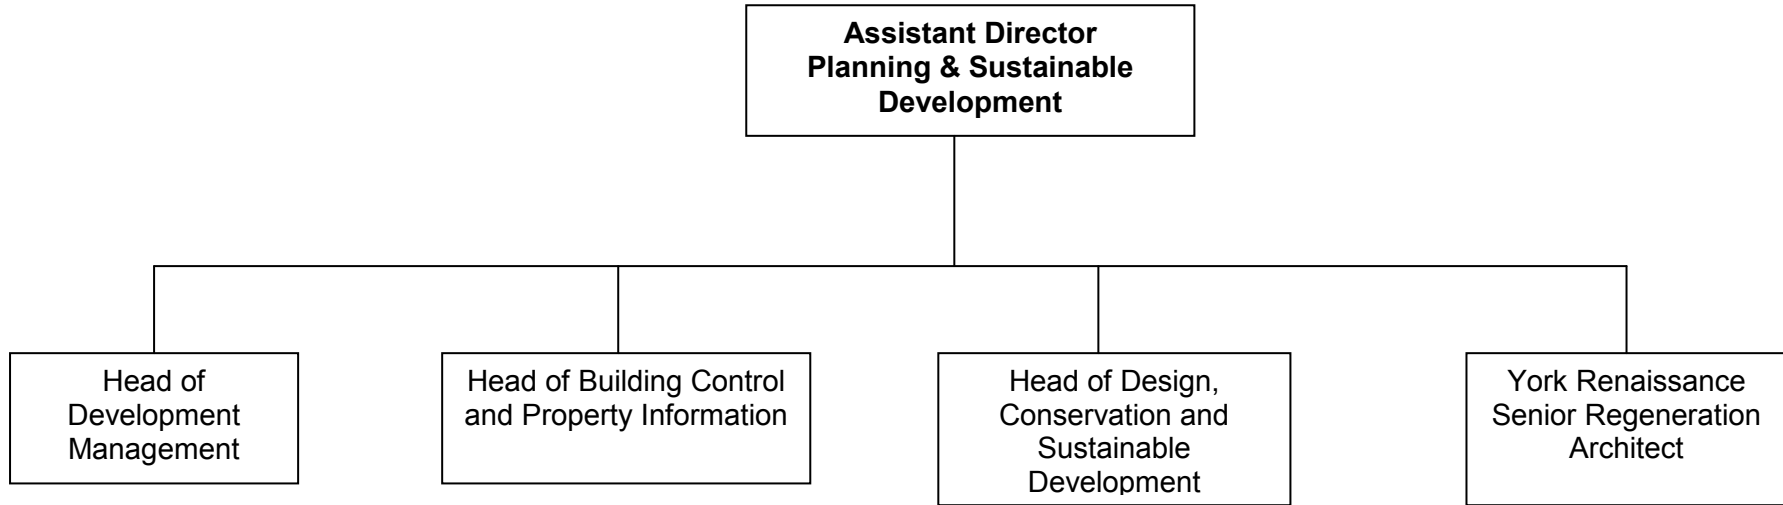 Assistant Director
Planning & Sustainable
Development
Head of
Development
Management
Head of Building Control
and Property Information
Head of Design,
Conservation and
Sustainable
Development
York Renaissance
Senior Regeneration
Architect